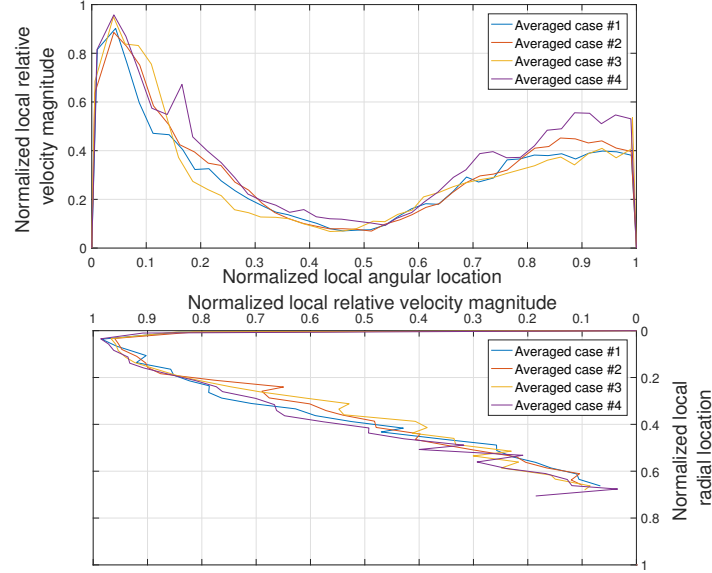 Normalized local relative
velocity magnitude
1
0.8
0.6
0.4
0.2
0
Averaged case #1
Averaged case #2
Averaged case #3
Averaged case #4
0 0.1 0.2 0.3 0.4 0.5 0.6 0.7 0.8 0.9 1
Normalized local angular location
Normalized local relative velocity magnitude
1 0.9 0.8 0.7 0.6 0.5 0.4 0.3 0.2 0.1 0
Averaged case #1
Averaged case #2
Averaged case #3
Averaged case #4
0
0.2
0.4
0.6
0.8
1
Normalized local
radial location